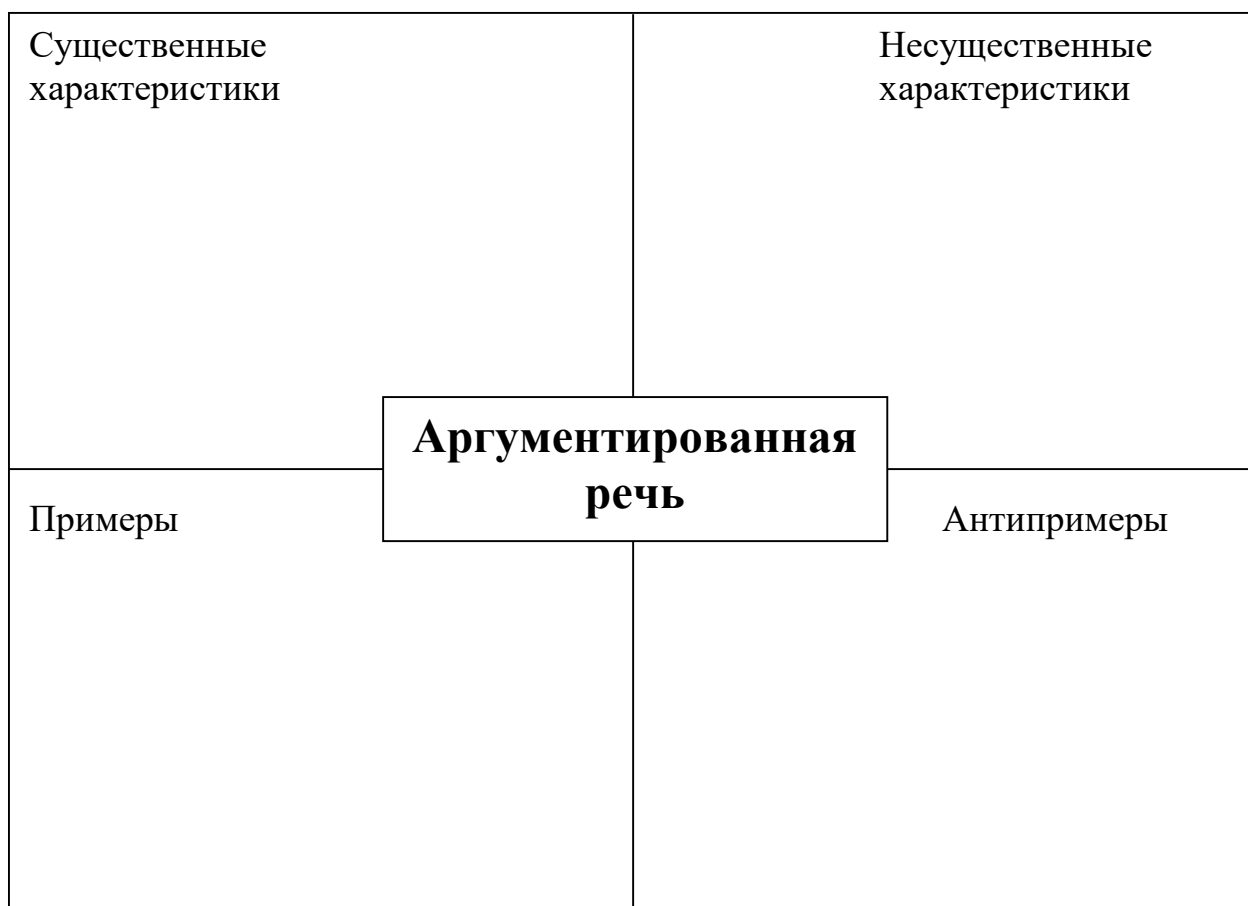 Существенные
характеристики
Несущественные
характеристики
Аргументированная
речь
Примеры
Антипримеры